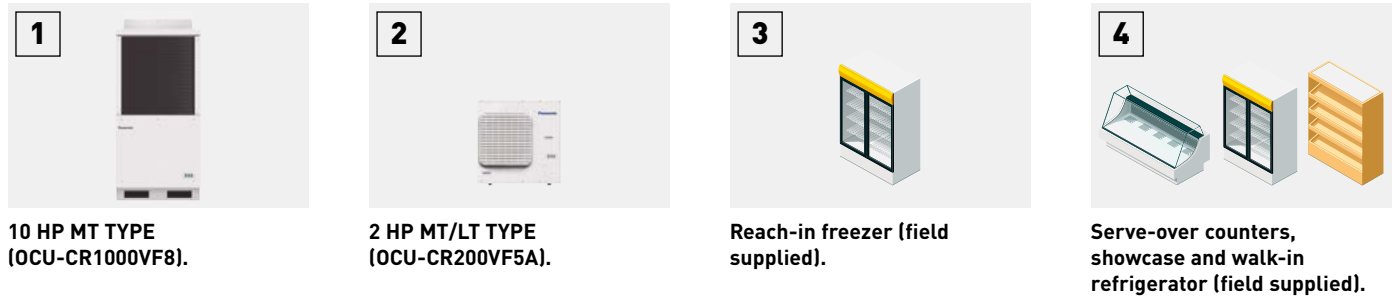 1
2
3
4
Panasonic
10 HP MT TYPE
(OCU-CR1000VF8).
2 HP MT/LT TYPE
(OCU-CR200VF5A).
Reach-in freezer (field
supplied).
Serve-over counters,
showcase and walk-in
refrigerator (field supplied).